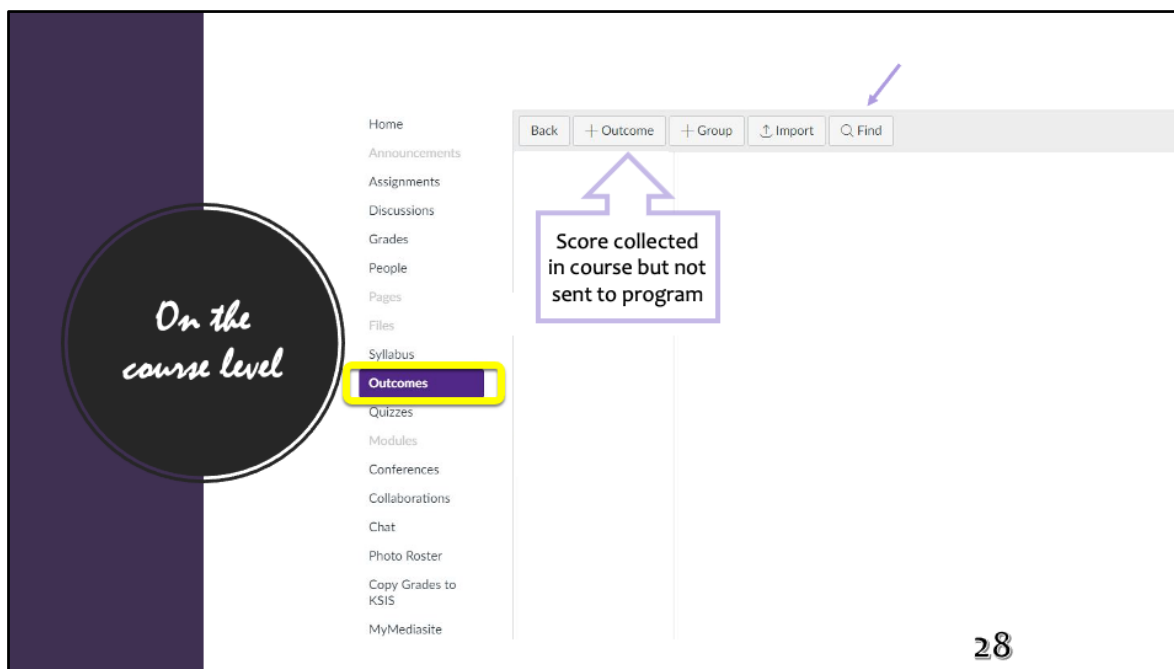 On the
course level
Home
Announcements
Assignments
Discussions
Grades
People
Pages
Files
Syllabus
Outcomes
Quizzes
Modules
Conferences
Collaborations
Chat
Photo Roster
Copy Grades to
KSIS
MyMediasite
Back + Outcome + Group Import Find
Score collected
in course but not
sent to program
28